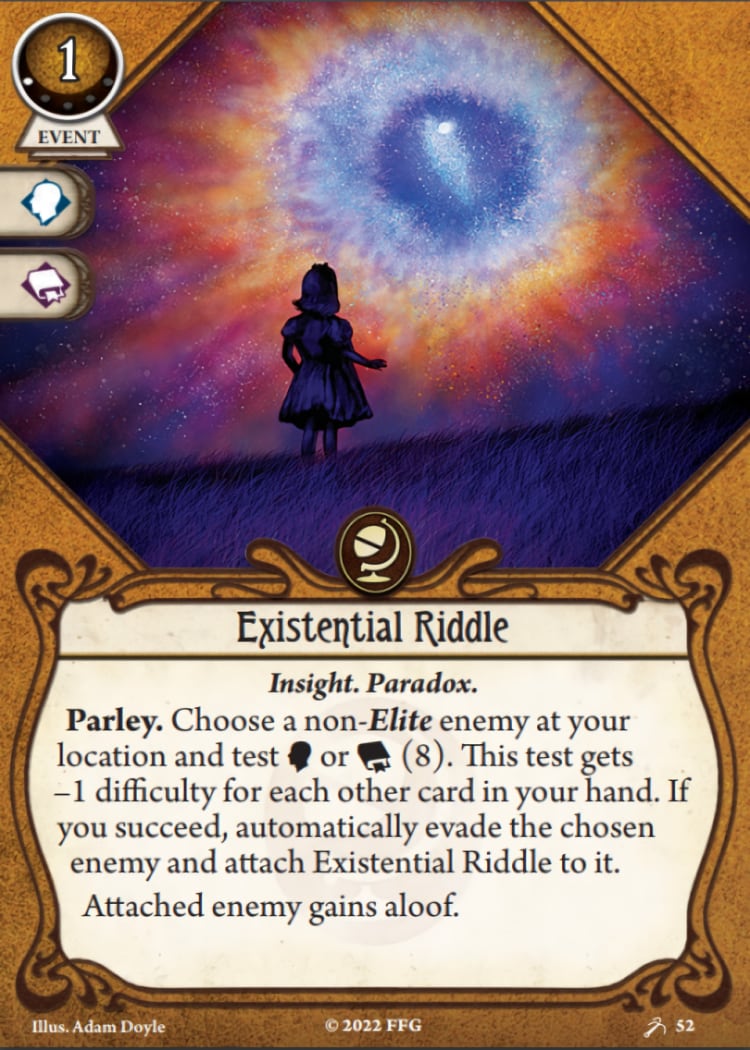 1
EVENT
Existential Riddle
Insight. Paradox.
Parley. Choose a non-Elite enemy at your
location and test or (8). This test gets
–1 difficulty for each other card in your hand. If
you succeed, automatically evade the chosen
enemy and attach Existential Riddle to it.
Attached enemy gains aloof.
Illus. Adam Doyle
© 2022 FFG
52